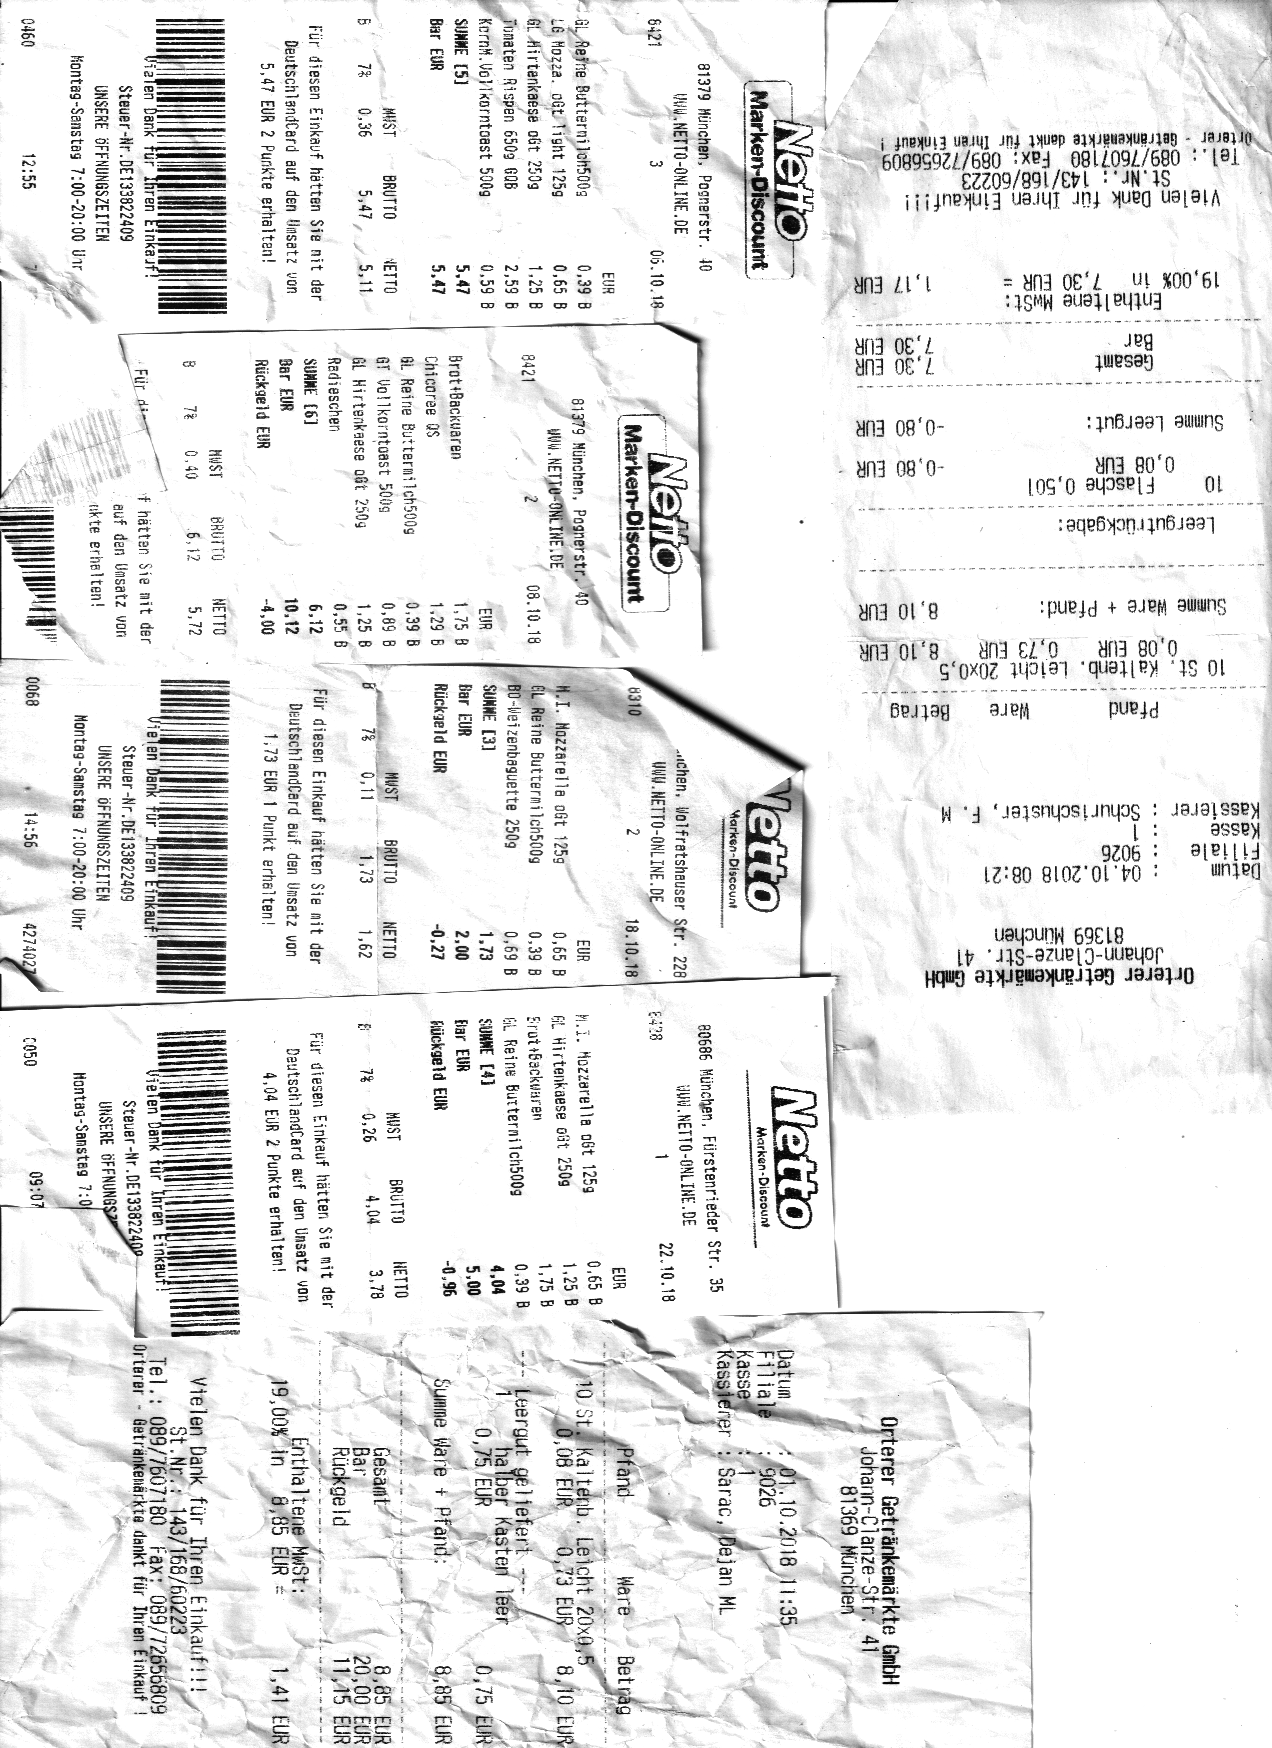 Netto
Marken-Discount
81379 München, Pognerstr. 40
WWW.NETTO-ONLINE.DE
8421 3 06.10.18
EUR
GL Reine Buttermilch500g 0,39 B
LG Mozza. oGt light 125g 0,65 B
GL Hirtenkaese oGt 250g 1,25 B
Tomaten Rispen 650g GQB 2,59 B
KornM.Vollkorntoast 500g 0,59 B
SUMME [5] 5,47
Bar EUR 5,47
MWST BRUTTO NETTO
B 7% 0,36 5,47 5,11
Für diesen Einkauf hätten Sie mit der
DeutschlandCard auf den Umsatz von
5,47 EUR 2 Punkte erhalten!
Vielen Dank für Ihren Einkauf!
Steuer-Nr.DE133822409
UNSERE ÖFFNUNGSZEITEN
Montag-Samstag 7:00-20:00 Uhr
0460 12:55
Netto
Marken-Discount
81379 München, Pognerstr. 40
WWW.NETTO-ONLINE.DE
8421 2 08.10.18
EUR
Brot+Backwaren 1,75 B
Chicoree QS 1,29 B
GL Reine Buttermilch500g 0,39 B
GT Vollkorntoast 500g 0,89 B
GL Hirtenkaese oGt 250g 1,25 B
Radieschen 0,55 B
SUMME [6] 6,12
Bar EUR 10,12
Rückgeld EUR -4,00
MWST BRUTTO NETTO
B 7% 0,40 6,12 5,72
Für die
f hätten Sie mit der
auf den Umsatz von
nkte erhalten!
Netto
Marken-Discount
nchen, Wolfratshauser Str. 228
WWW.NETTO-ONLINE.DE
8310 2 18.10.18
EUR
M.I. Mozzarella oGt 125g 0,65 B
GL Reine Buttermilch500g 0,39 B
BO-Weizenbaguette 250g 0,69 B
SUMME [3] 1,73
Bar EUR 2,00
Rückgeld EUR -0,27
MWST BRUTTO NETTO
B 7% 0,11 1,73 1,62
Für diesen Einkauf hätten Sie mit der
DeutschlandCard auf den Umsatz von
1,73 EUR 1 Punkt erhalten!
Vielen Dank für Ihren Einkauf!
Steuer-Nr.DE133822409
UNSERE ÖFFNUNGSZEITEN
Montag-Samstag 7:00-20:00 Uhr
0068 14:56 4274027
Netto
Marken-Discount
80686 München, Fürstenrieder Str. 35
WWW.NETTO-ONLINE.DE
8428 1 22.10.18
EUR
M.I. Mozzarella oGt 125g 0,65 B
GL Hirtenkaese oGt 250g 1,25 B
Brot+Backwaren 1,75 B
GL Reine Buttermilch500g 0,39 B
SUMME [4] 4,04
Bar EUR 5,00
Rückgeld EUR -0,96
MWST BRUTTO NETTO
B 7% 0,26 4,04 3,78
Für diesen Einkauf hätten Sie mit der
DeutschlandCard auf den Umsatz von
4,04 EUR 2 Punkte erhalten!
Vielen Dank für Ihren Einkauf!
Steuer-Nr.DE133822409
UNSERE ÖFFNUNGSZE
Montag-Samstag 7:0
0050 09:07
Orterer Getränkemärkte GmbH
Johann-Clanze-Str. 41
81369 München
Datum : 01.10.2018 11:35
Filiale : 9026
Kasse : 1
Kassierer : Sarac, Dejan ML
Pfand Ware Betrag
10 St. Kaltenb. Leicht 20x0,5
0,08 EUR 0,73 EUR 8,10 EUR
--- Leergut geliefert ---
1 halber Kasten leer
0,75 EUR 0,75 EUR
Summe Ware + Pfand: 8,85 EUR
Gesamt 8,85 EUR
Bar 20,00 EUR
Rückgeld 11,15 EUR
Enthaltene MwSt:
19,00% in 8,85 EUR = 1,41 EUR
Vielen Dank für Ihren Einkauf!!!
St.Nr.: 143/168/60223
Tel.: 089/7607180 Fax: 089/72656809
Orterer - Getränkemärkte dankt für Ihren Einkauf !
Orterer Getränkemärkte GmbH
Johann-Clanze-Str. 41
81369 München
Datum : 04.10.2018 08:21
Filiale : 9026
Kasse : 1
Kassierer : Schurischuster, F. M
Pfand Ware Betrag
10 St. Kaltenb. Leicht 20x0,5
0,08 EUR 0,73 EUR 8,10 EUR
Summe Ware + Pfand: 8,10 EUR
Leergutrückgabe:
10 Flasche 0,50l
0,08 EUR -0,80 EUR
Summe Leergut: -0,80 EUR
Gesamt 7,30 EUR
Bar 7,30 EUR
Enthaltene MwSt:
19,00% in 7,30 EUR = 1,17 EUR
Vielen Dank für Ihren Einkauf!!!
St.Nr.: 143/168/60223
Tel.: 089/7607180 Fax: 089/72656809
Orterer - Getränkemärkte dankt für Ihren Einkauf !